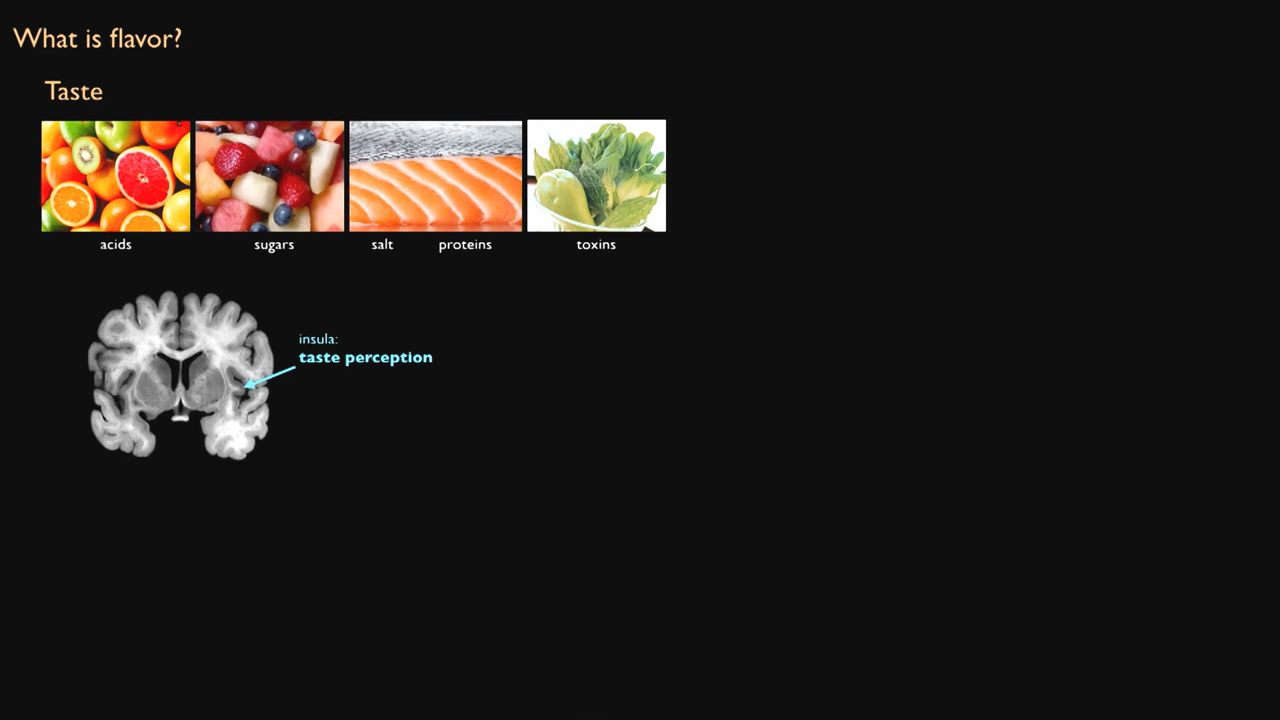 What is flavor?
Taste
acids sugars salt proteins toxins
insula:
taste perception